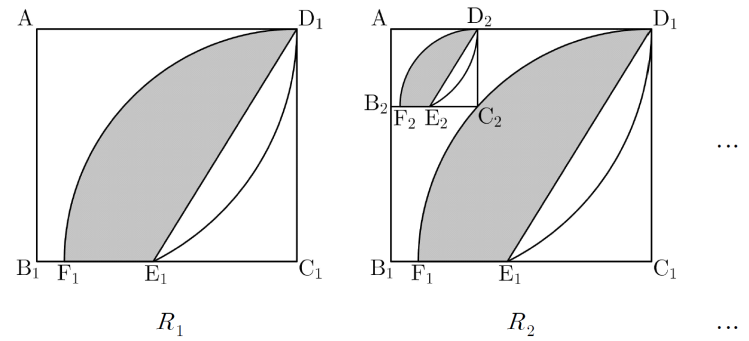 A D₁ A D₂ D₁
B₂ F₂ E₂ C₂
...
B₁ F₁ E₁ C₁ B₁ F₁ E₁ C₁
R₁ R₂ ...